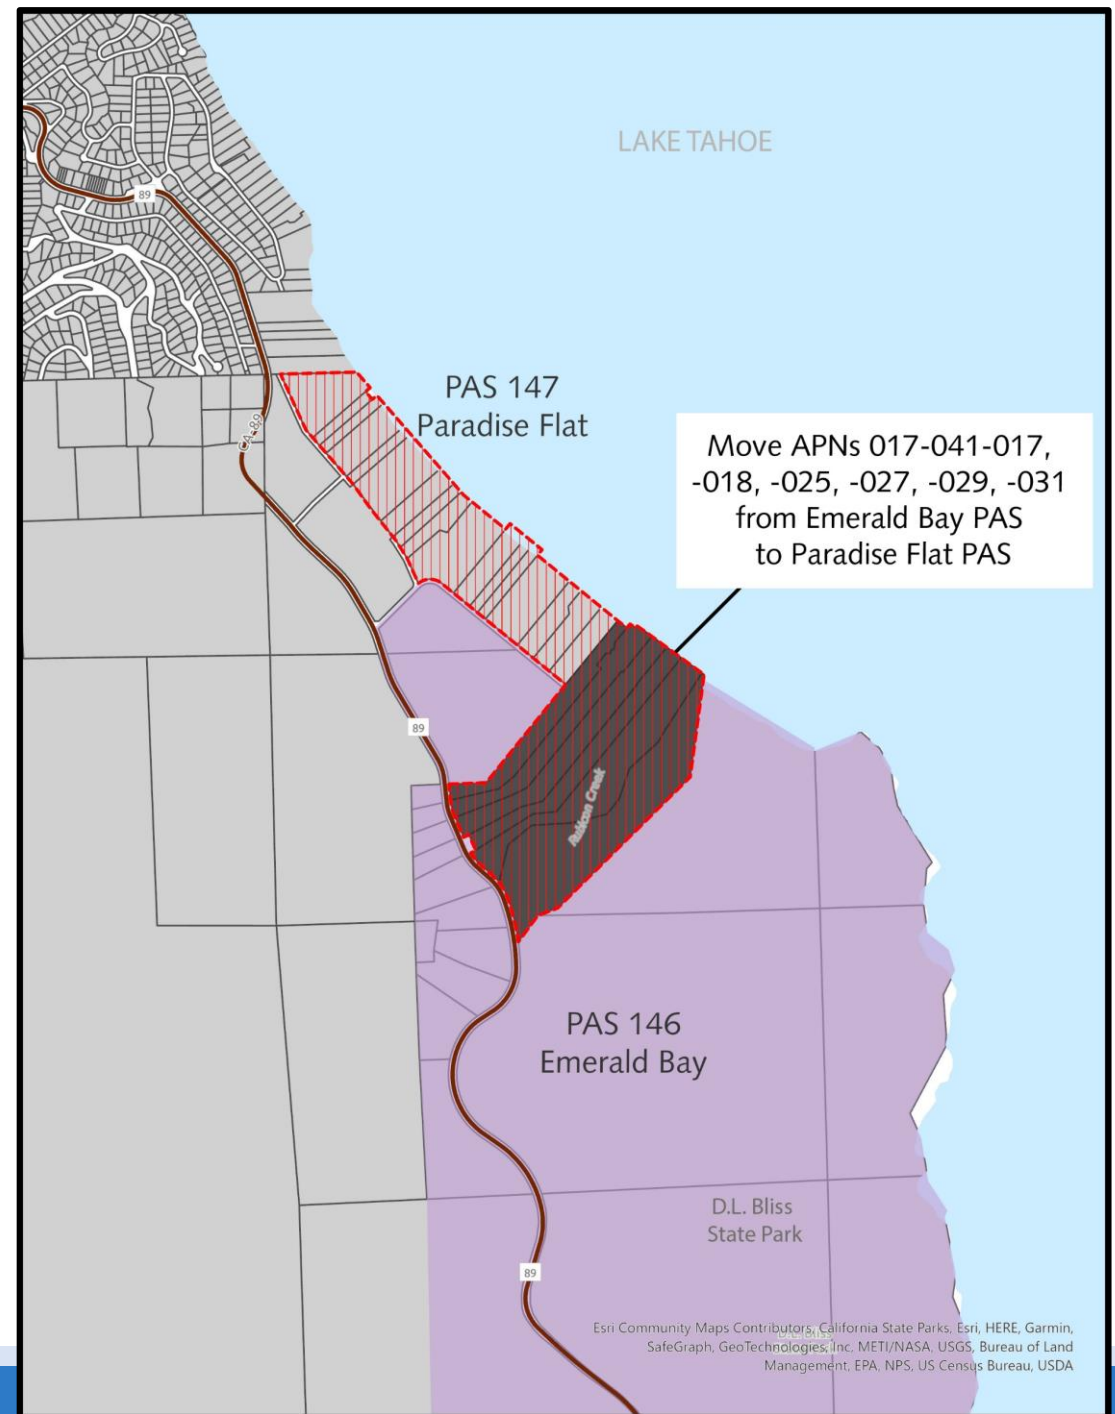 LAKE TAHOE
89
PAS 147
Paradise Flat
CA-89
Move APNs 017-041-017,
-018, -025, -027, -029, -031
from Emerald Bay PAS
to Paradise Flat PAS
89
Rubicon Creek
PAS 146
Emerald Bay
D.L. Bliss
State Park
89
Esri Community Maps Contributors, California State Parks, Esri, HERE, Garmin,
SafeGraph, GeoTechnologies, Inc, METI/NASA, USGS, Bureau of Land
Management, EPA, NPS, US Census Bureau, USDA